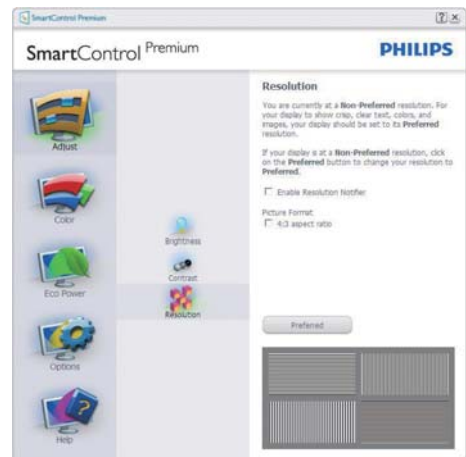 SmartControl Premium
SmartControl Premium
PHILIPS
Adjust
Color
Eco Power
Options
Help
Brightness
Contrast
Resolution
Resolution
You are currently at a Non-Preferred resolution. For
your display to show crisp, clear text, colors, and
images, your display should be set to its Preferred
resolution.
If your display is at a Non-Preferred resolution, click
on the Preferred button to change your resolution to
Preferred.
Enable Resolution Notifier
Picture Format
4:3 aspect ratio
Preferred